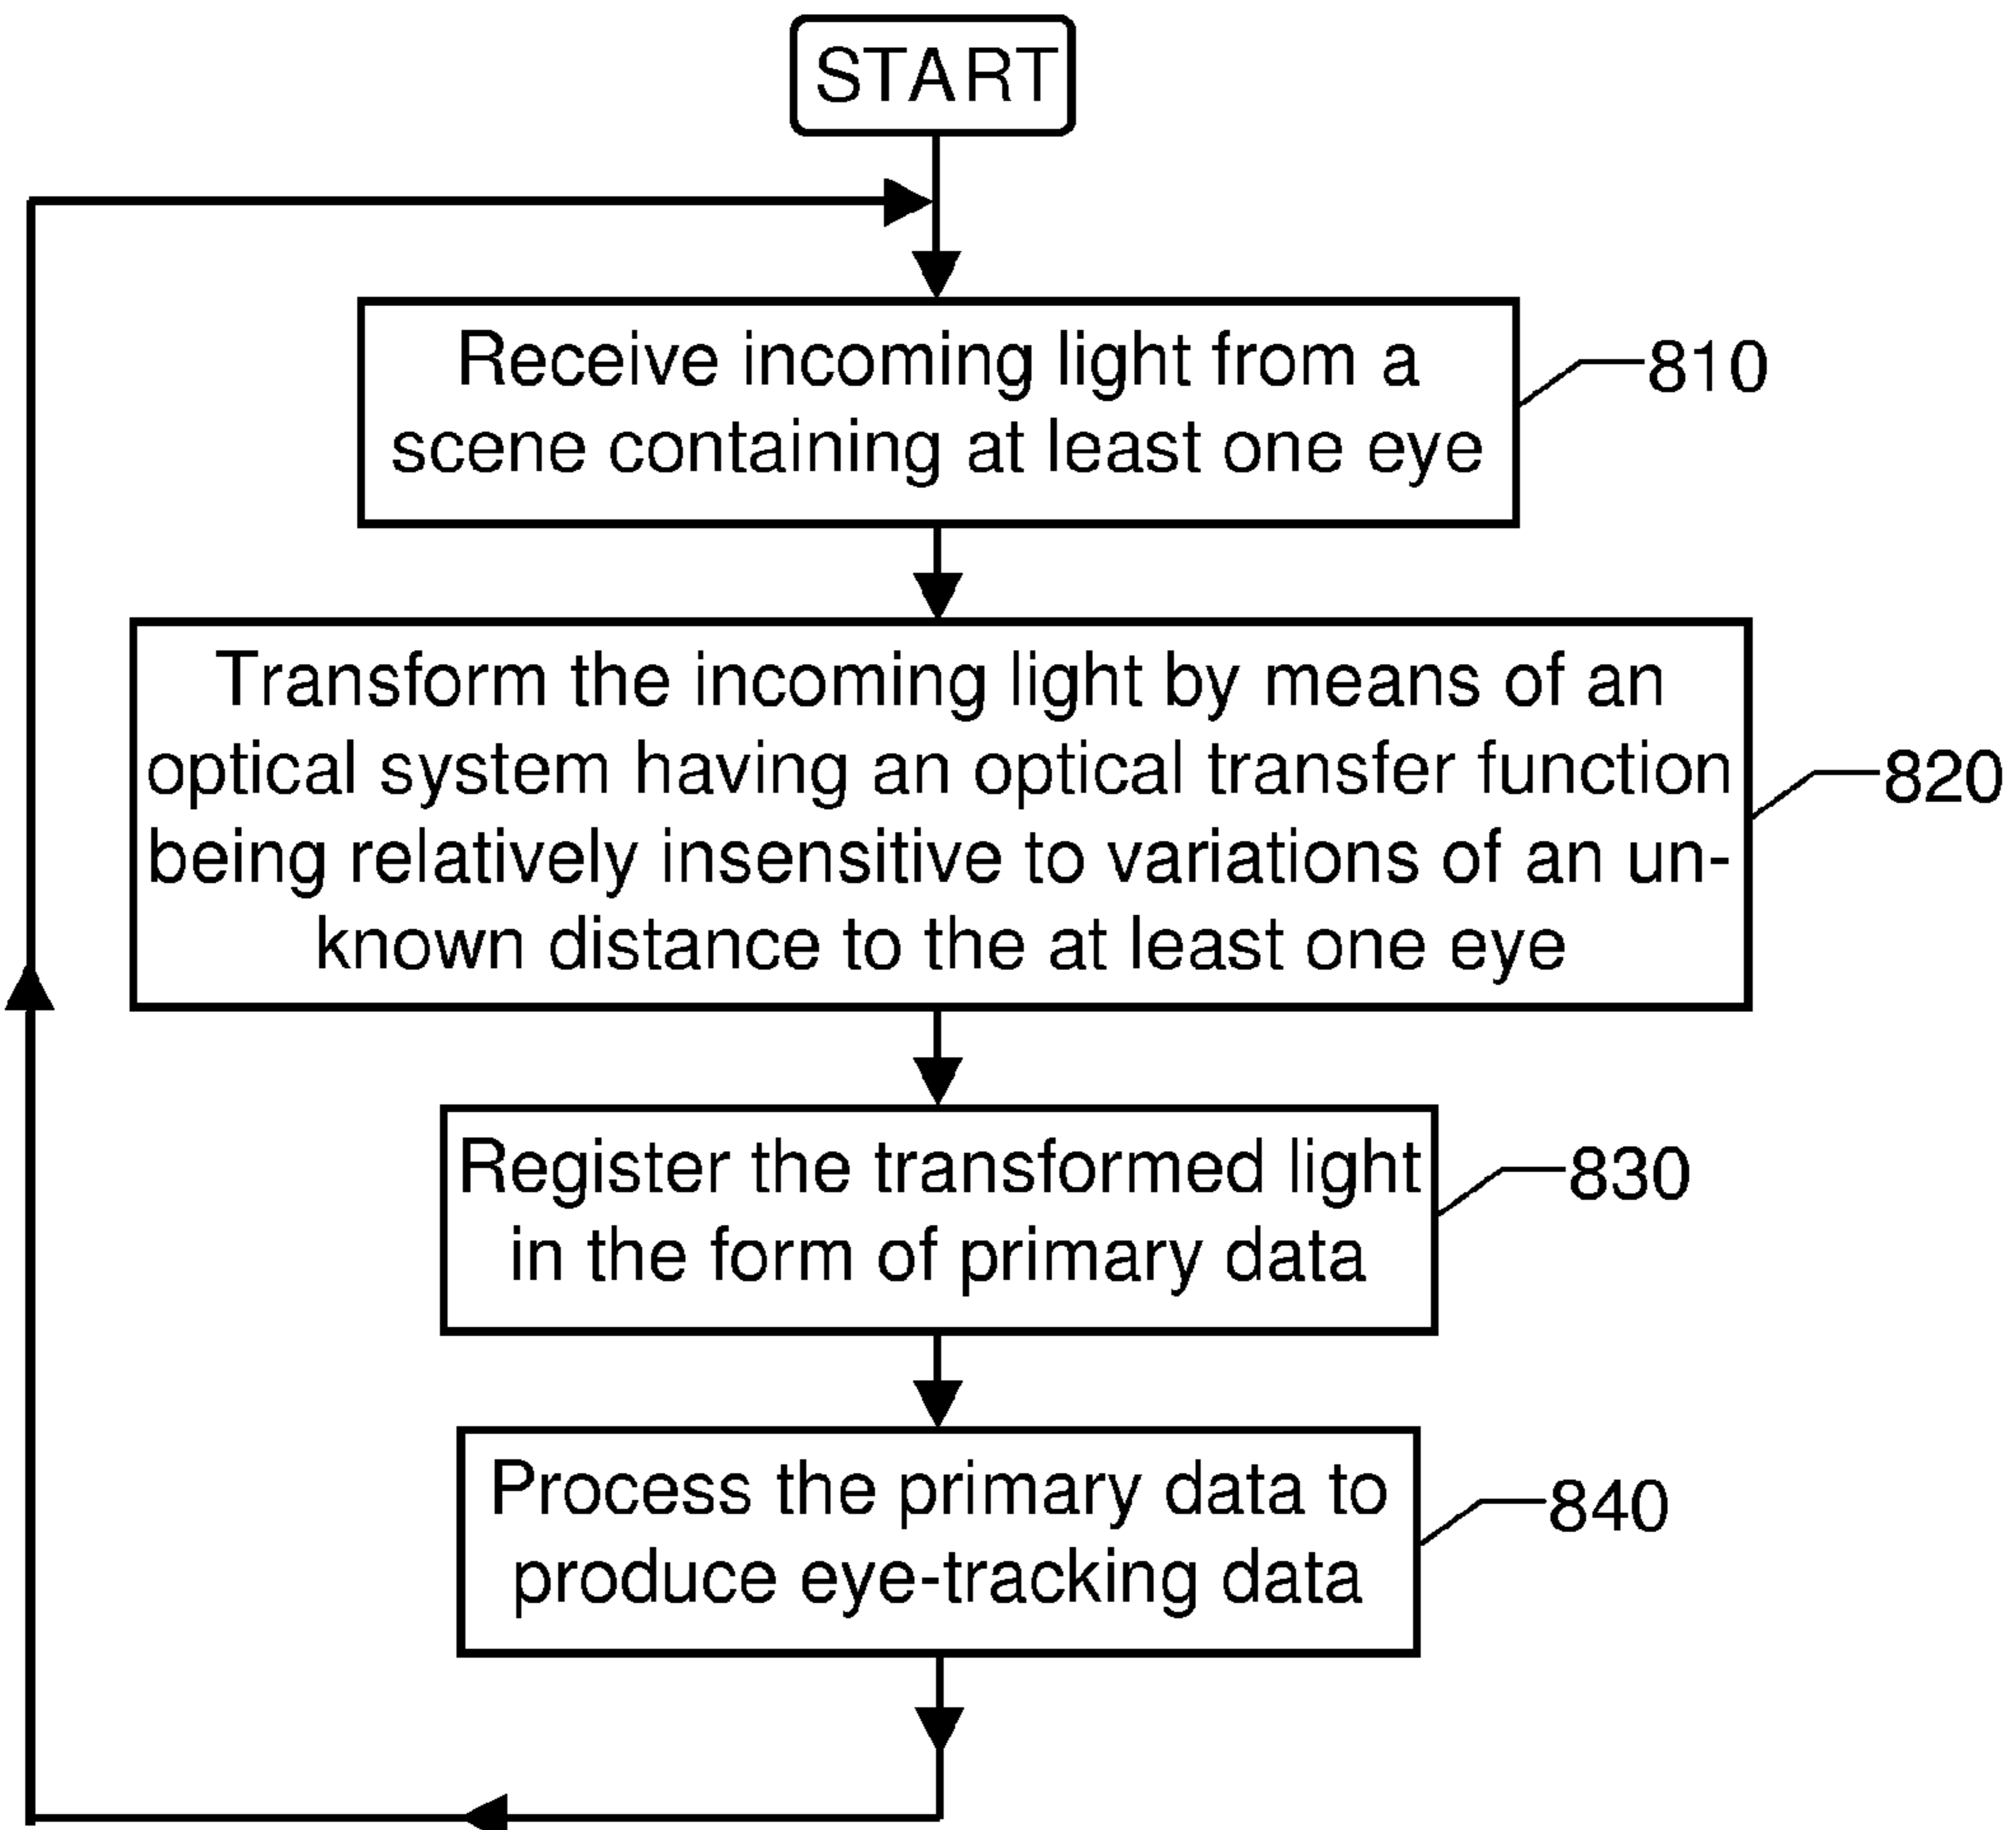 START
Receive incoming light from a
scene containing at least one eye
810
Transform the incoming light by means of an
optical system having an optical transfer function
being relatively insensitive to variations of an un-
known distance to the at least one eye
820
Register the transformed light
in the form of primary data
830
Process the primary data to
produce eye-tracking data
840